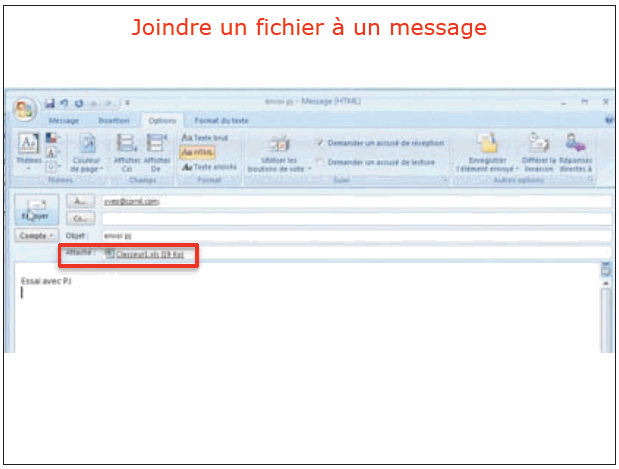 Joindre un fichier à un message
envoi pj - Message (HTML)
Message Insertion Options Format du texte
Thèmes Couleur de page Afficher Cci Afficher De Aa Texte brut Aa HTML Aa Texte enrichi Utiliser les boutons de vote Demander un accusé de réception Demander un accusé de lecture Enregistrer l'élément envoyé Différer la livraison Réponses directes à
Thèmes Champs Format Suivi Autres options
Envoyer À... yves@cornil.com;
Cc...
Compte Objet : envoi pj
Attaché : Classeur1.xls (19 Ko)
Essai avec PJ